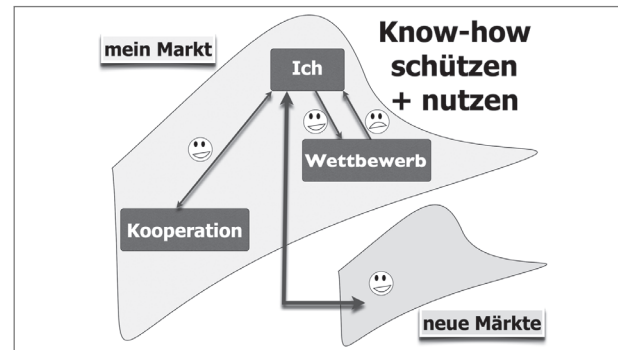 mein Markt
Know-how
schützen
+ nutzen
Ich
Wettbewerb
Kooperation
neue Märkte